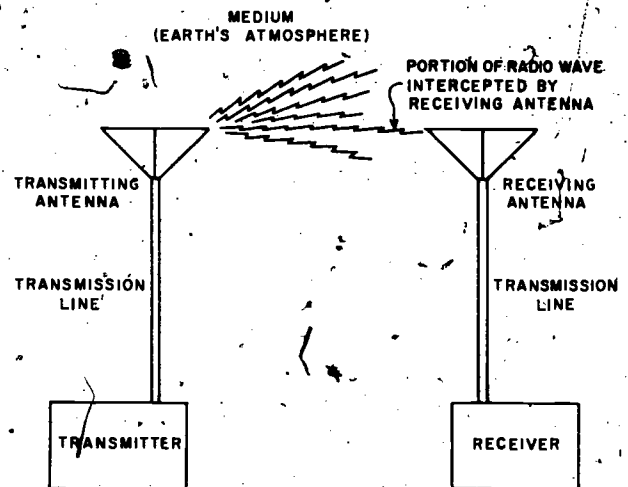 MEDIUM
(EARTH'S ATMOSPHERE)
PORTION OF RADIO WAVE
INTERCEPTED BY
RECEIVING ANTENNA
TRANSMITTING
ANTENNA
RECEIVING
ANTENNA
TRANSMISSION
LINE
TRANSMISSION
LINE
TRANSMITTER
RECEIVER